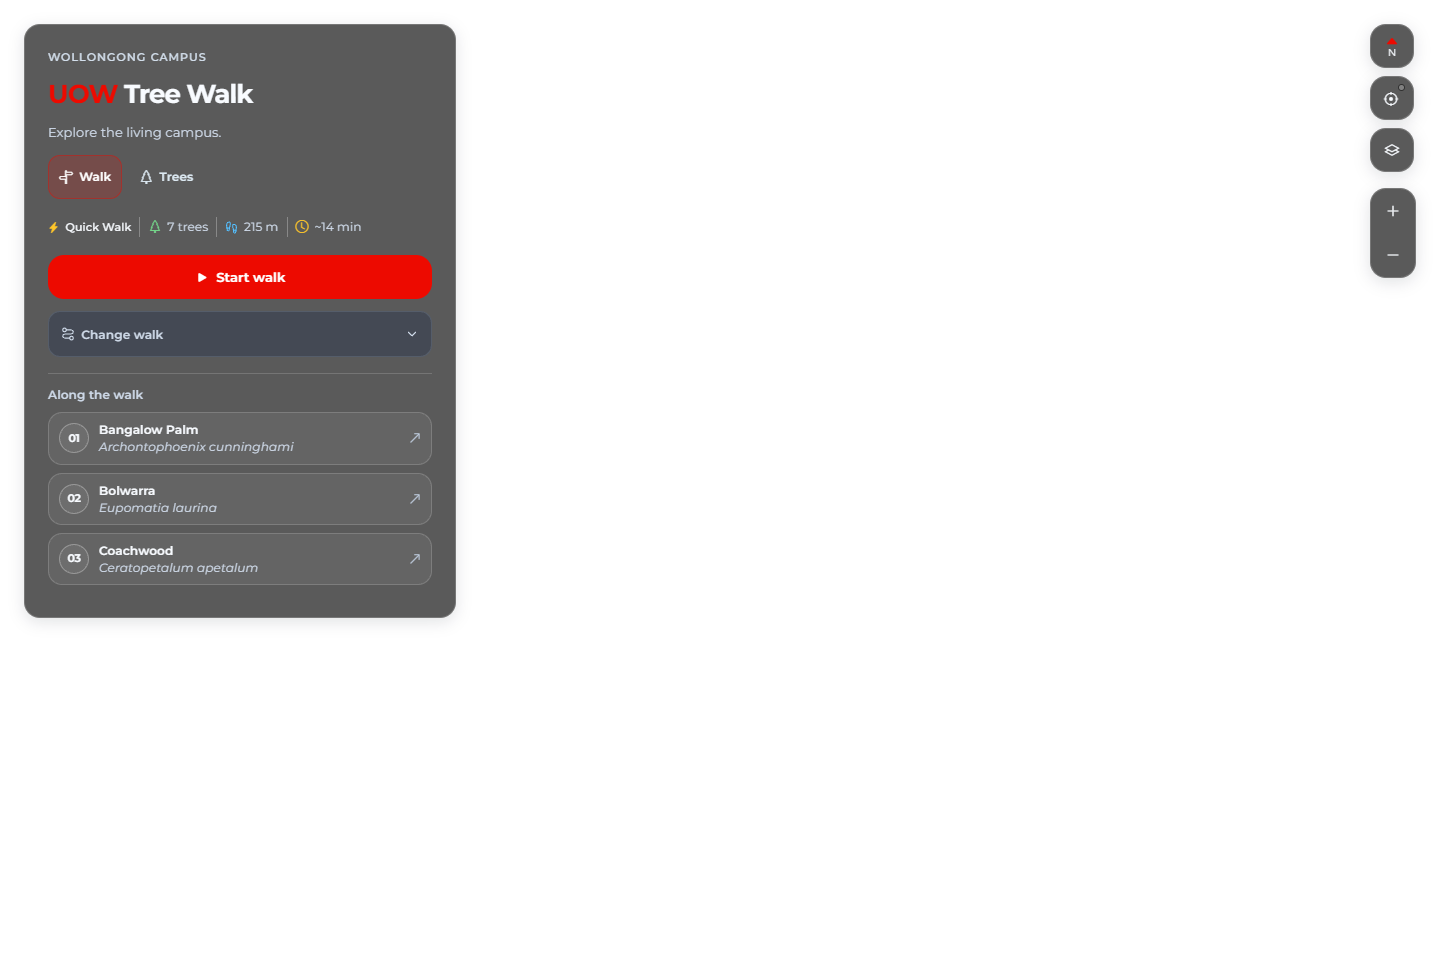 WOLLONGONG CAMPUS
UOW Tree Walk
Explore the living campus.
Walk
Trees
Quick Walk
7 trees
215 m
~14 min
Start walk
Change walk
Along the walk
01
Bangalow Palm
Archontophoenix cunninghami
02
Bolwarra
Eupomatia laurina
03
Coachwood
Ceratopetalum apetalum
N
+
−